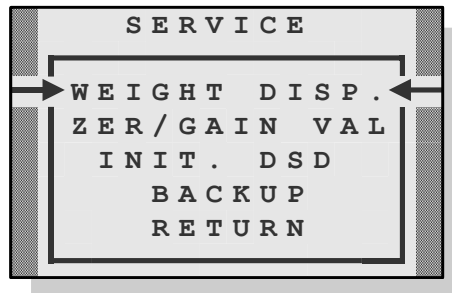 SERVICE
WEIGHT DISP.
ZER/GAIN VAL
INIT. DSD
BACKUP
RETURN